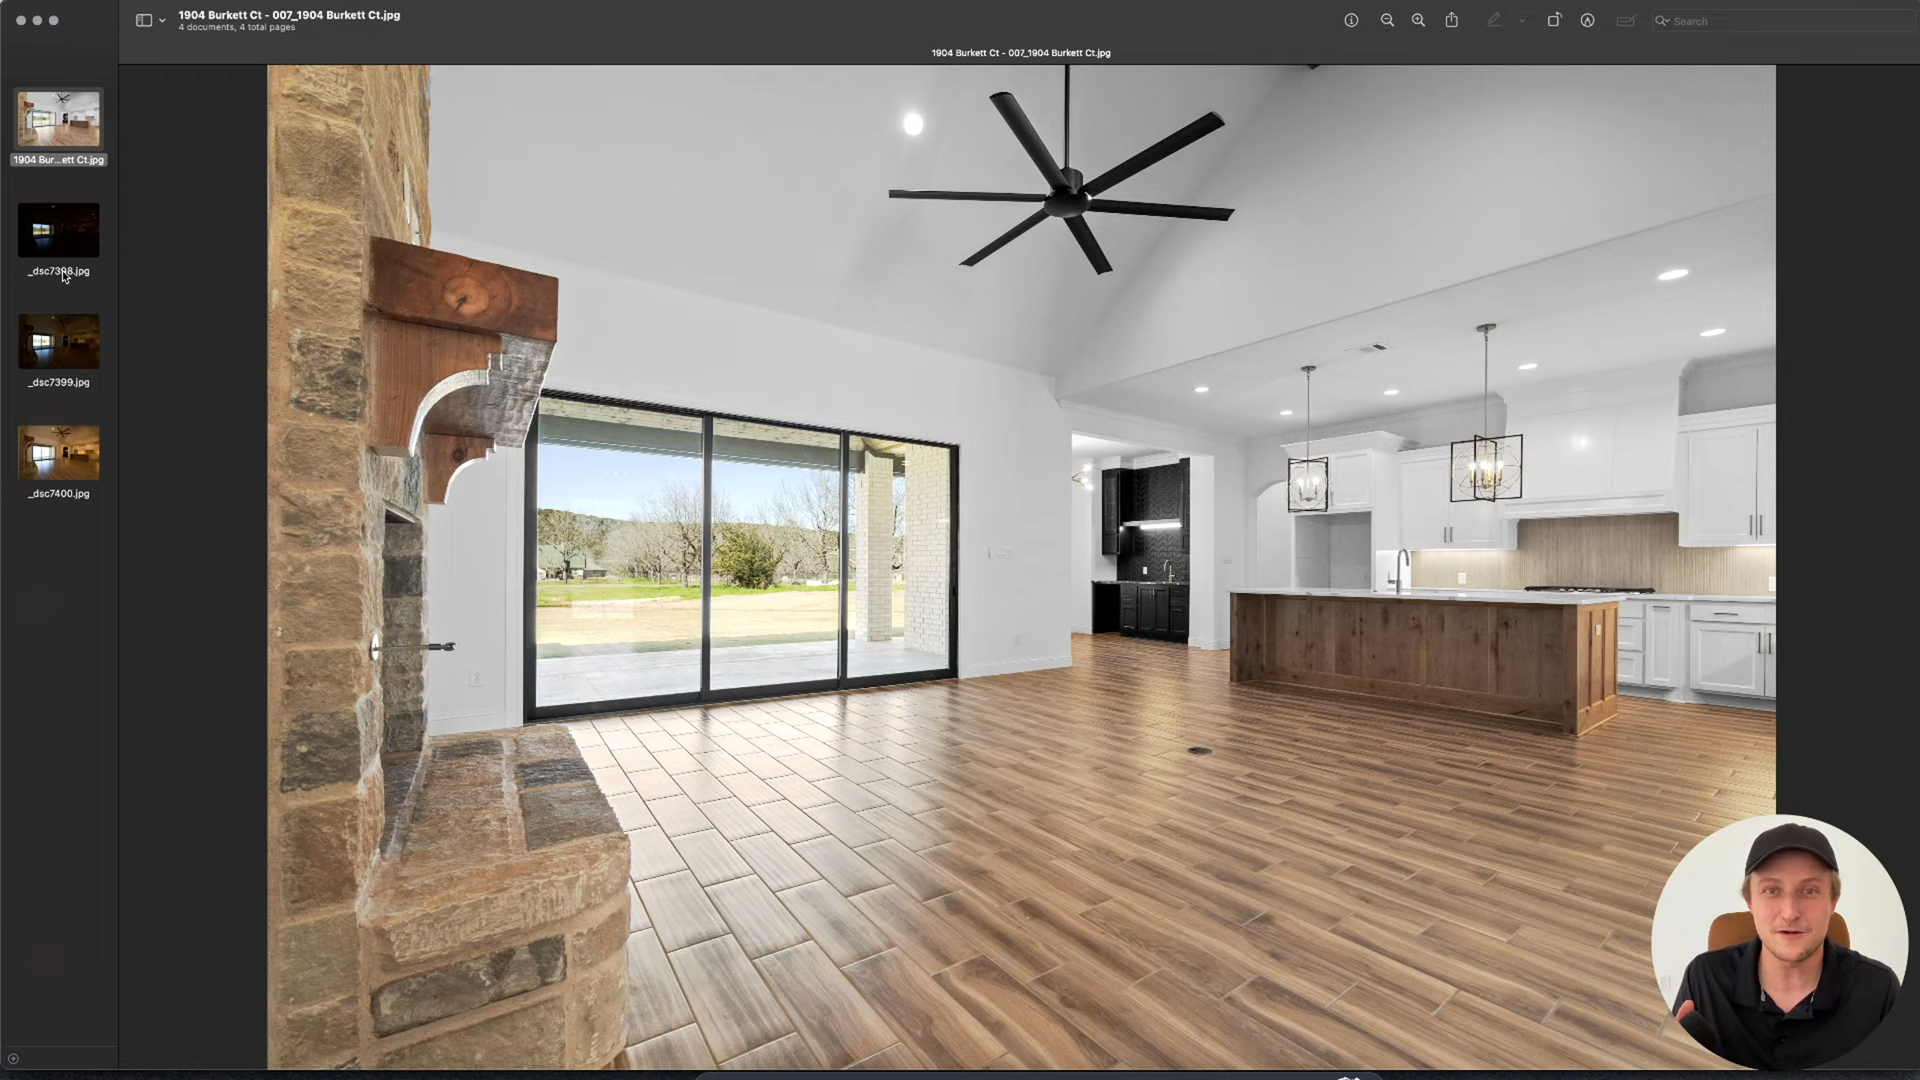 1904 Burkett Ct - 007_1904 Burkett Ct.jpg
4 documents, 4 total pages
Search
1904 Burkett Ct - 007_1904 Burkett Ct.jpg
1904 Bur...ett Ct.jpg
_dsc7398.jpg
_dsc7399.jpg
_dsc7400.jpg